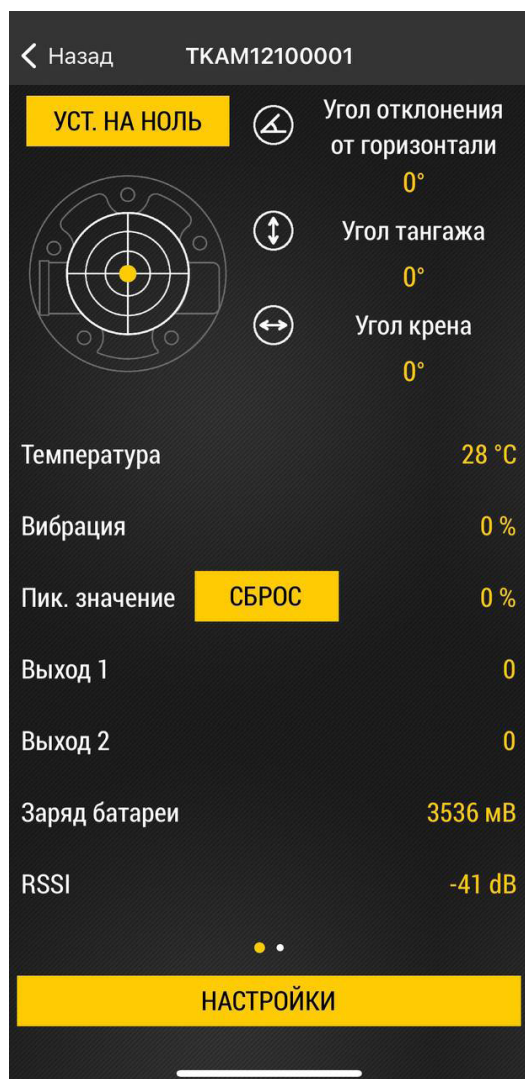 Назад TKAM12100001
УСТ. НА НОЛЬ
Угол отклонения
от горизонтали
0°
Угол тангажа
0°
Угол крена
0°
Температура 28 °C
Вибрация 0 %
Пик. значение СБРОС 0 %
Выход 1 0
Выход 2 0
Заряд батареи 3536 мВ
RSSI -41 dB
НАСТРОЙКИ